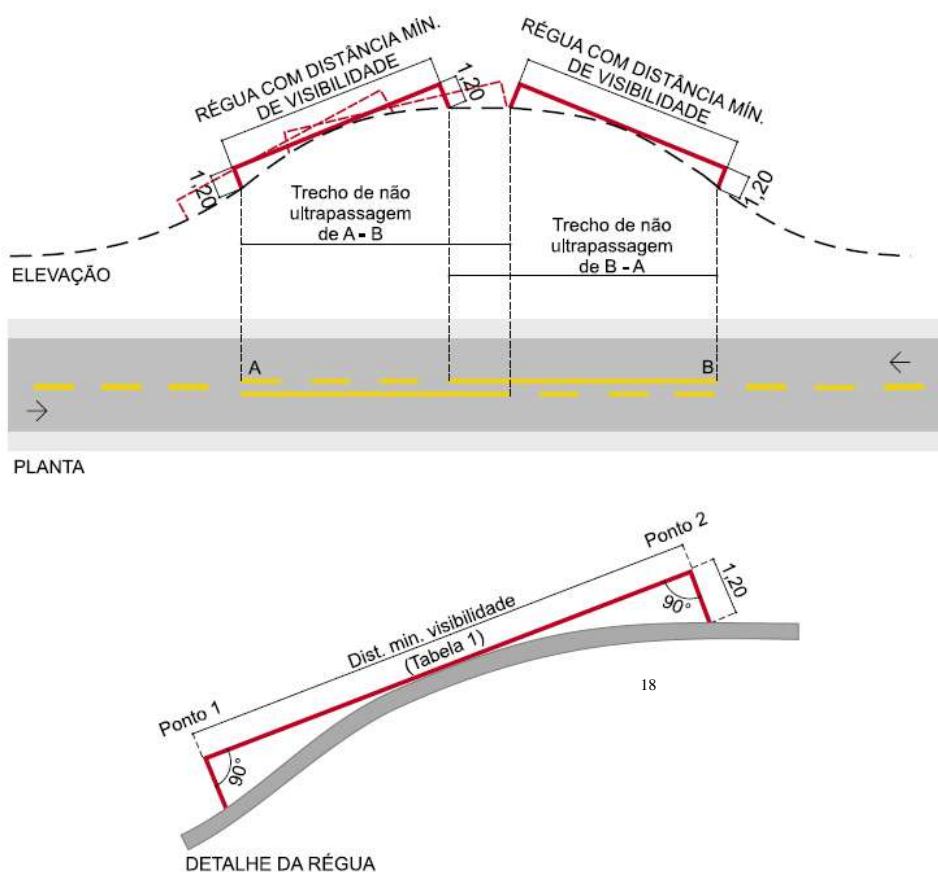 RÉGUA COM DISTÂNCIA MÍN.
DE VISIBILIDADE
1,20
1,20
RÉGUA COM DISTÂNCIA MÍN.
DE VISIBILIDADE
1,20
Trecho de não
ultrapassagem
de A - B
Trecho de não
ultrapassagem
de B - A
ELEVAÇÃO
A
B
PLANTA
Ponto 1
Dist. min. visibilidade
(Tabela 1)
Ponto 2
1,20
90°
90°
18
DETALHE DA RÉGUA